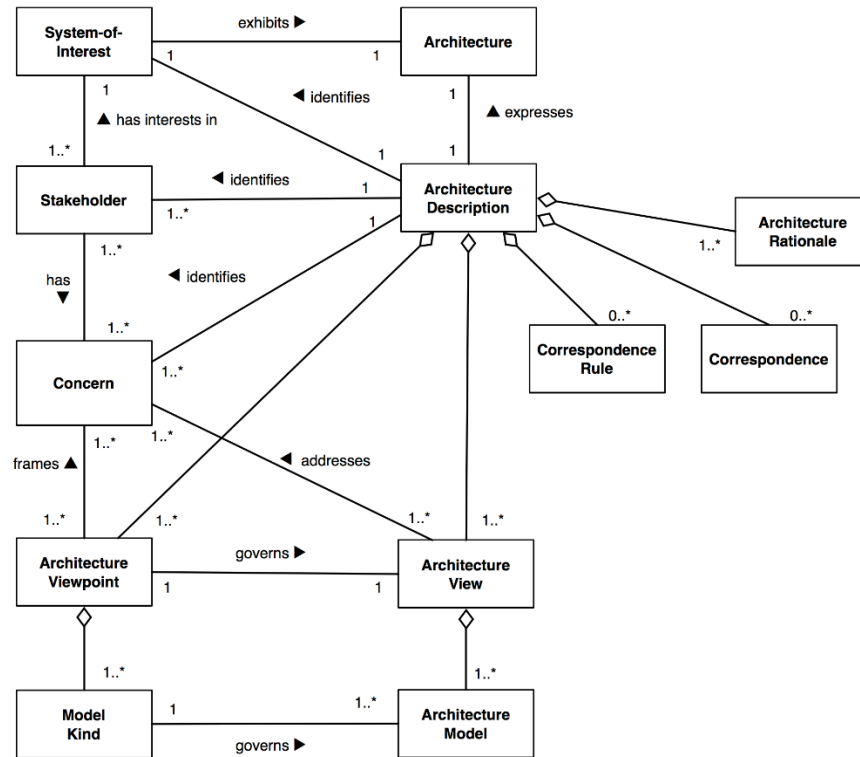 exhibits ►
System-of-
Interest
Architecture
1
1
1
1
◄ identifies
▲ has interests in
▲ expresses
1..*
1
1
Stakeholder
◄ identifies
1
1..*
Architecture
Description
1
1..*
Architecture
Rationale
1..*
has
▼
◄ identifies
1..*
0..*
0..*
Correspondence
Rule
Correspondence
Concern
1..*
1..*
1..*
frames ▲
◄ addresses
1..*
1..*
1..*
1..*
Architecture
Viewpoint
governs ►
1
1
Architecture
View
1..*
1..*
Model
Kind
1
1..*
governs ►
Architecture
Model